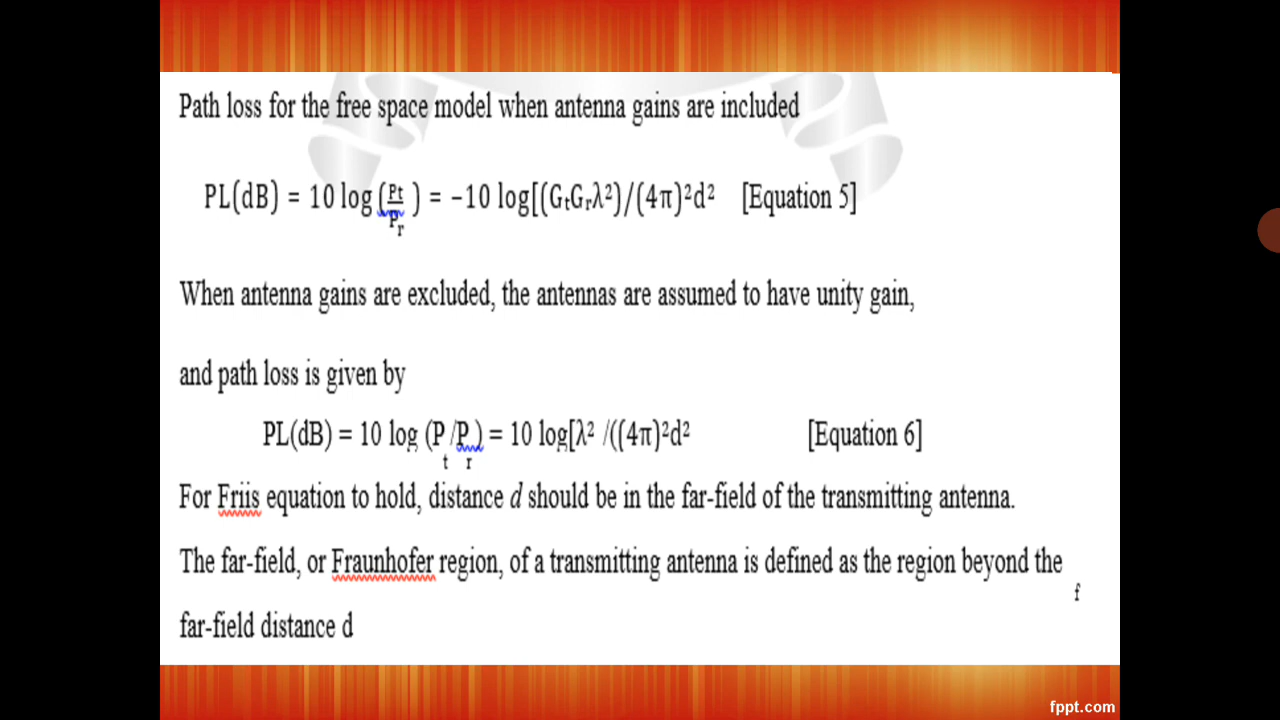 Path loss for the free space model when antenna gains are included
PL(dB) = 10 log (Pt/Pr) = −10 log[(GₜGᵣλ²)/(4π)²d² [Equation 5]
When antenna gains are excluded, the antennas are assumed to have unity gain,
and path loss is given by
PL(dB) = 10 log (Pₜ/Pᵣ) = 10 log[λ² /((4π)²d² [Equation 6]
For Friis equation to hold, distance d should be in the far-field of the transmitting antenna.
The far-field, or Fraunhofer region, of a transmitting antenna is defined as the region beyond the
f
far-field distance d
fppt.com